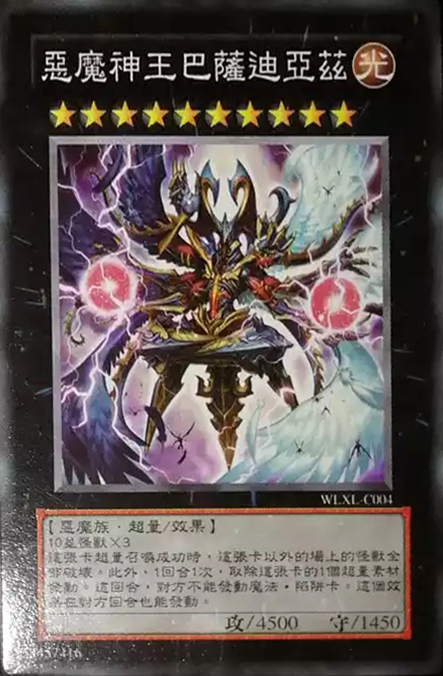 惡魔神王巴薩迪亞茲 光
WLXL-C004
【惡魔族·超量/效果】
10星怪獸×3
這張卡超量召喚成功時，這張卡以外的場上的怪獸全
部破壞。此外，1回合1次，取除這張卡的1個超量素材
發動。這回合，對方不能發動魔法·陷阱卡。這個效
果在對方回合也能發動。
攻/4500 守/1450